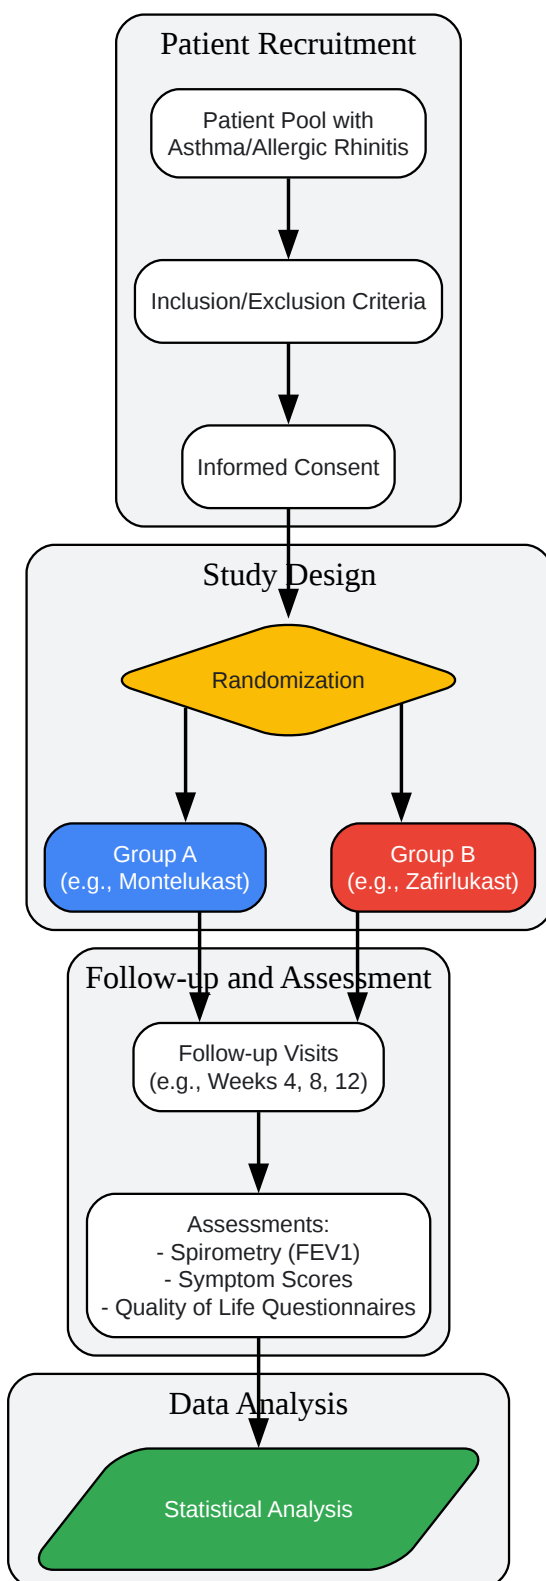 Patient Recruitment
Patient Pool with
Asthma/Allergic Rhinitis
Inclusion/Exclusion Criteria
Informed Consent
Study Design
Randomization
Group A
(e.g., Montelukast)
Group B
(e.g., Zafirlukast)
Follow-up and Assessment
Follow-up Visits
(e.g., Weeks 4, 8, 12)
Assessments:
- Spirometry (FEV1)
- Symptom Scores
- Quality of Life Questionnaires
Data Analysis
Statistical Analysis